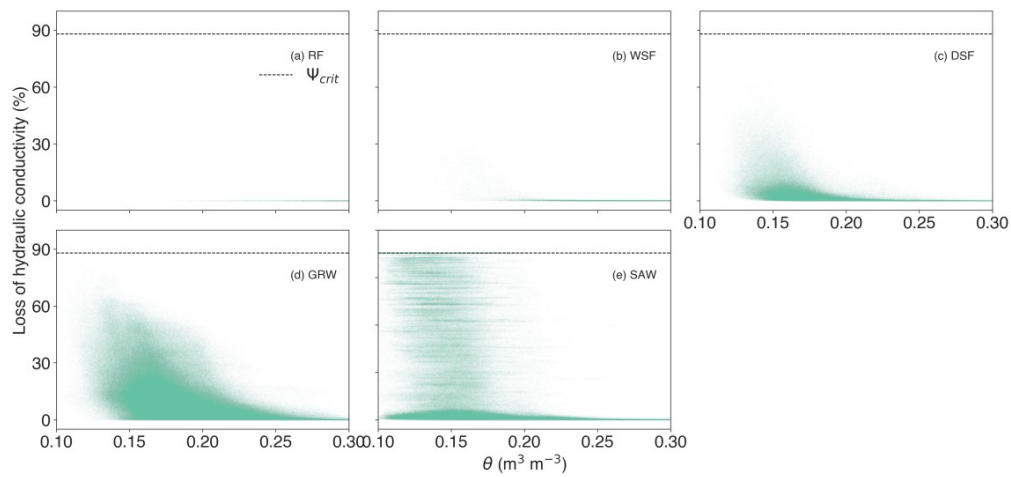 Loss of hydraulic conductivity (%)
90
60
30
0
(a) RF
Ψcrit
(b) WSF
(c) DSF
0.10 0.15 0.20 0.25 0.30
90
60
30
0
(d) GRW
(e) SAW
0.10 0.15 0.20 0.25 0.30
0.10 0.15 0.20 0.25 0.30
θ (m³ m⁻³)